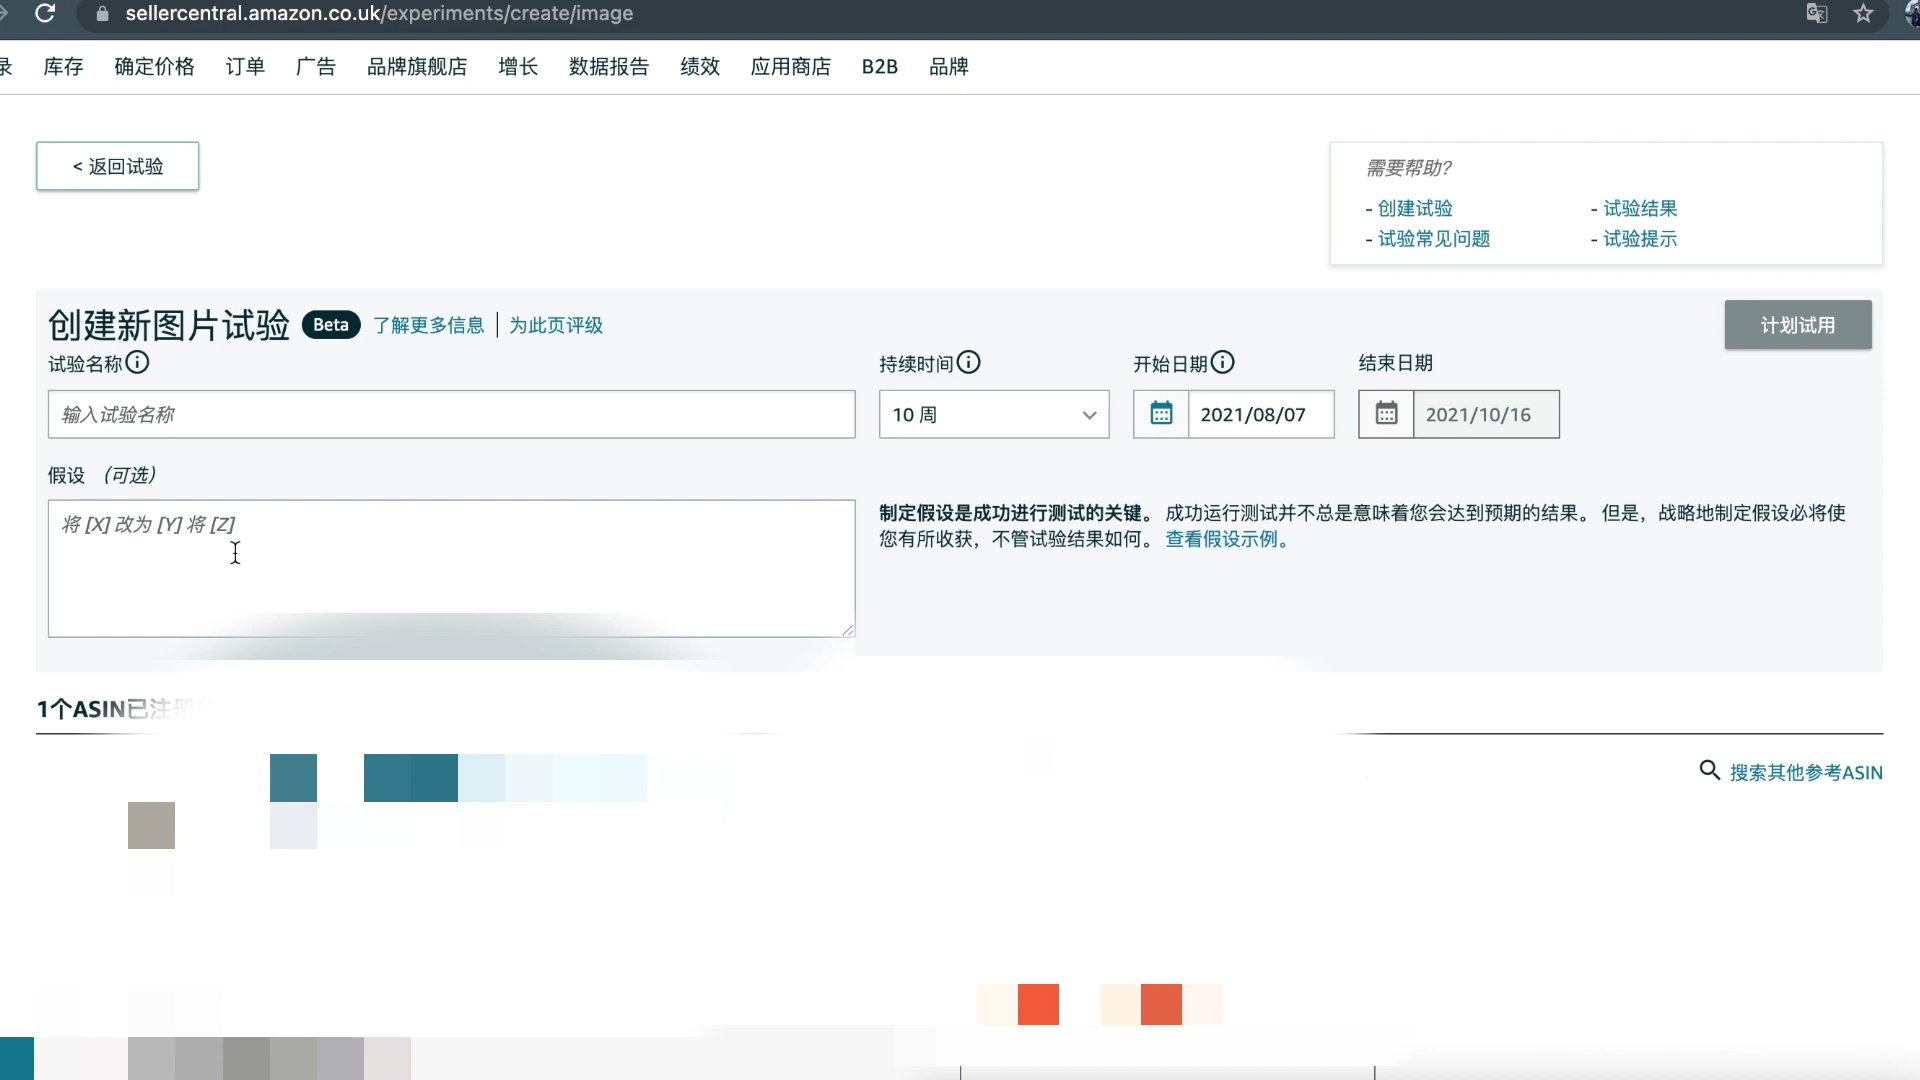 sellercentral.amazon.co.uk/experiments/create/image
库存 确定价格 订单 广告 品牌旗舰店 增长 数据报告 绩效 应用商店 B2B 品牌
< 返回试验
需要帮助?
- 创建试验 - 试验结果
- 试验常见问题 - 试验提示
创建新图片试验 Beta 了解更多信息 | 为此页评级
计划试用
试验名称 持续时间 开始日期 结束日期
输入试验名称 10 周 2021/08/07 2021/10/16
假设 （可选）
将 [X] 改为 [Y] 将 [Z]
制定假设是成功进行测试的关键。 成功运行测试并不总是意味着您会达到预期的结果。 但是，战略地制定假设必将使
您有所收获，不管试验结果如何。 查看假设示例。
1个ASIN已注册
搜索其他参考ASIN